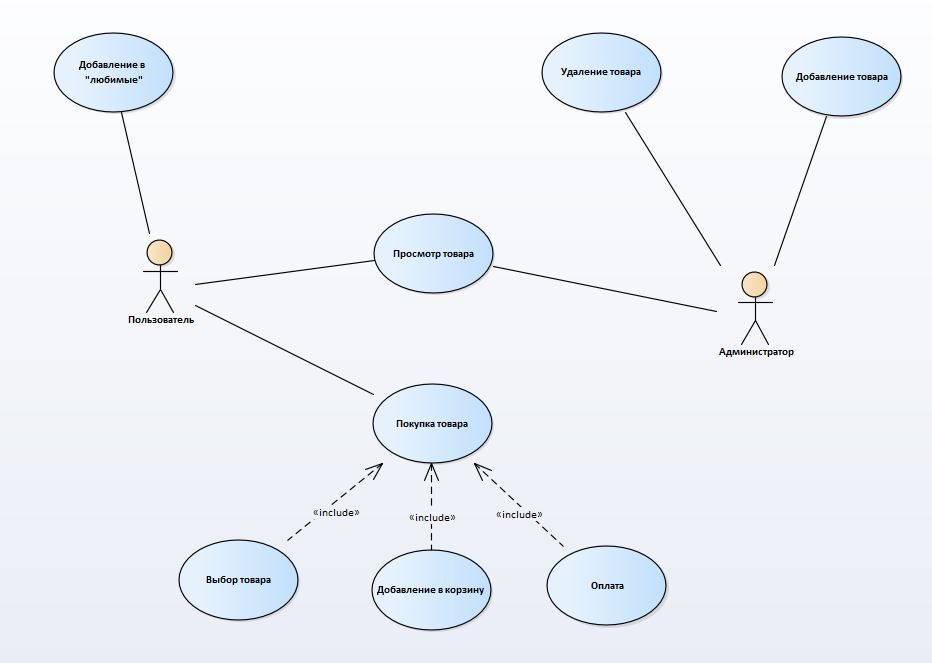 Добавление в
"любимые"
Удаление товара
Добавление товара
Просмотр товара
Пользователь
Администратор
Покупка товара
«include»
«include»
«include»
Выбор товара
Добавление в корзину
Оплата